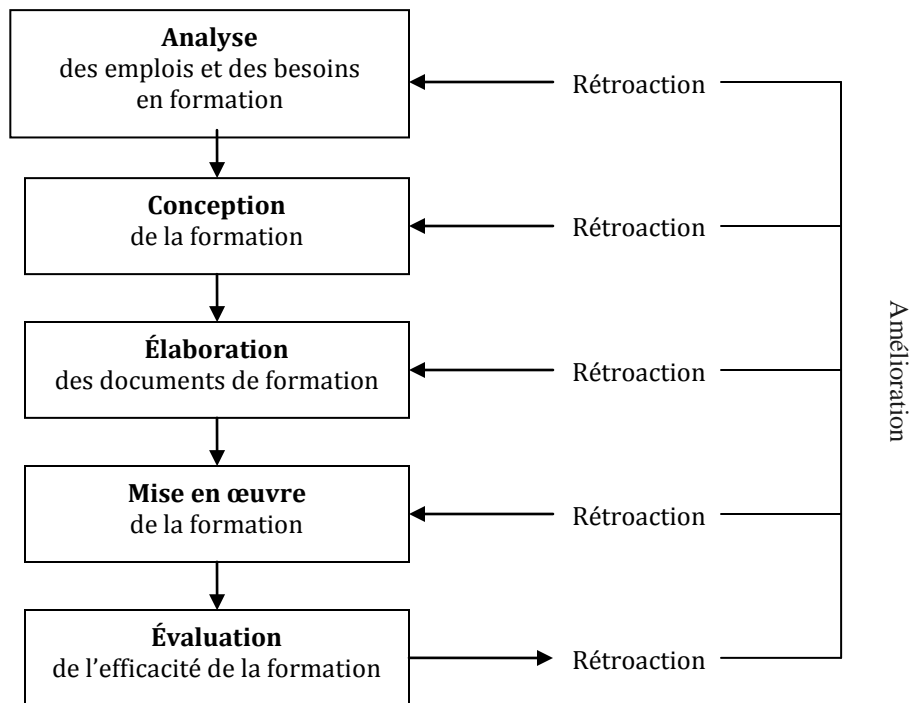 Analyse
des emplois et des besoins
en formation
Rétroaction
Conception
de la formation
Rétroaction
Élaboration
des documents de formation
Rétroaction
Mise en œuvre
de la formation
Rétroaction
Évaluation
de l’efficacité de la formation
Rétroaction
Amélioration